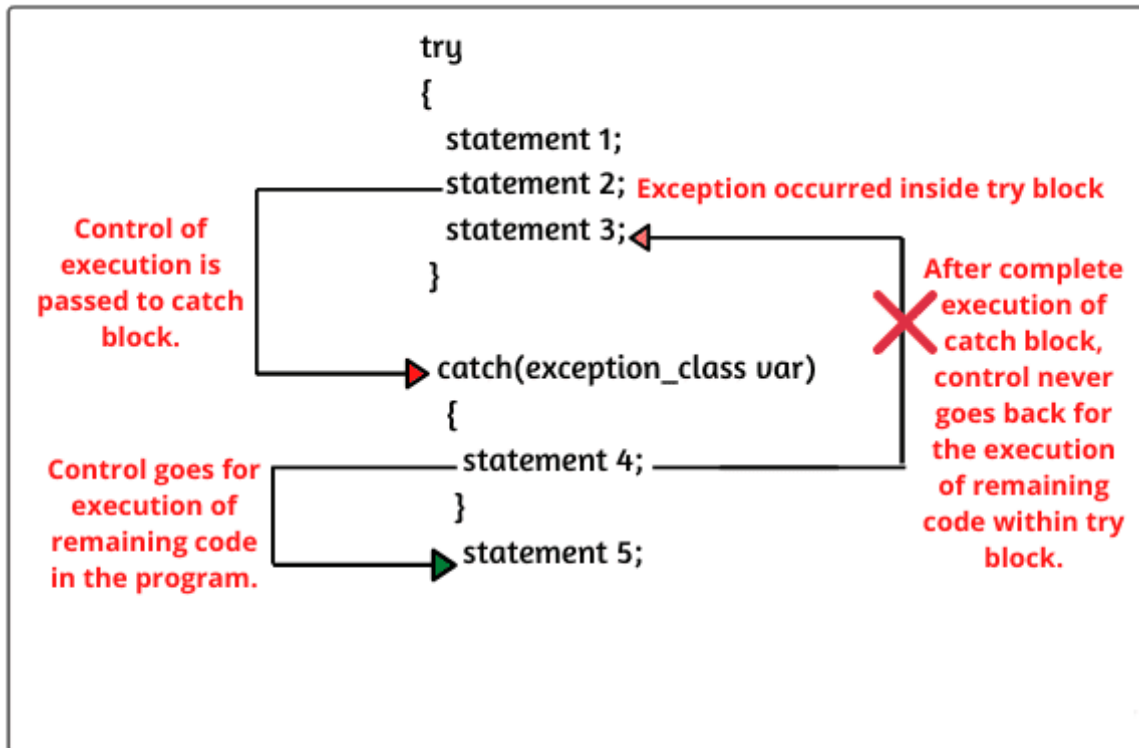 try
{
statement 1;
statement 2; Exception occurred inside try block
statement 3;
}
Control of
execution is
passed to catch
block.
After complete
execution of
catch block,
control never
goes back for
the execution
of remaining
code within try
block.
catch(exception_class var)
{
statement 4;
}
Control goes for
execution of
remaining code
in the program.
statement 5;